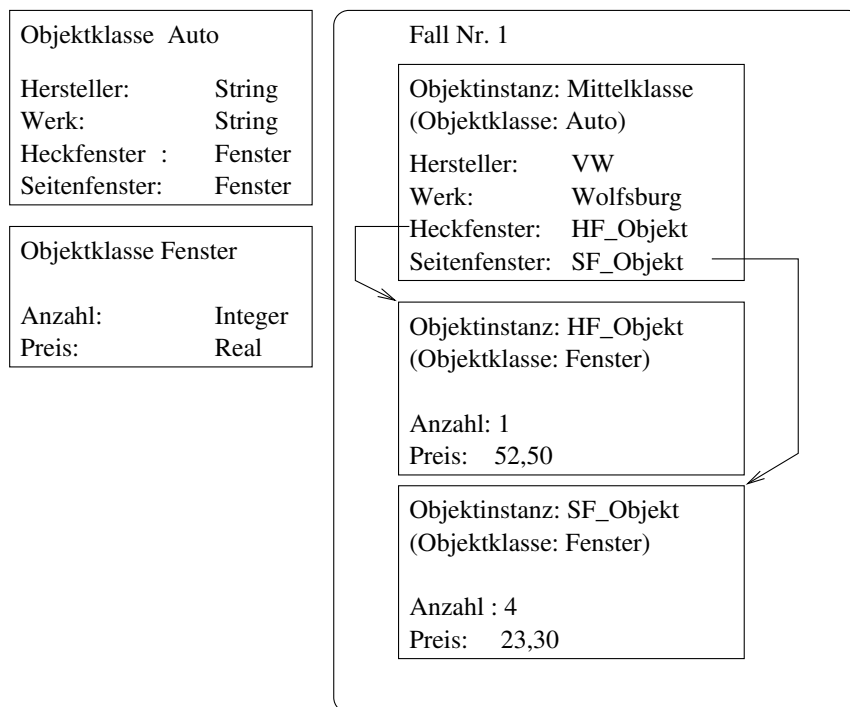 Objektklasse Auto
Hersteller: String
Werk: String
Heckfenster : Fenster
Seitenfenster: Fenster
Objektklasse Fenster
Anzahl: Integer
Preis: Real
Fall Nr. 1
Objektinstanz: Mittelklasse
(Objektklasse: Auto)
Hersteller: VW
Werk: Wolfsburg
Heckfenster: HF_Objekt
Seitenfenster: SF_Objekt
Objektinstanz: HF_Objekt
(Objektklasse: Fenster)
Anzahl: 1
Preis: 52,50
Objektinstanz: SF_Objekt
(Objektklasse: Fenster)
Anzahl : 4
Preis: 23,30